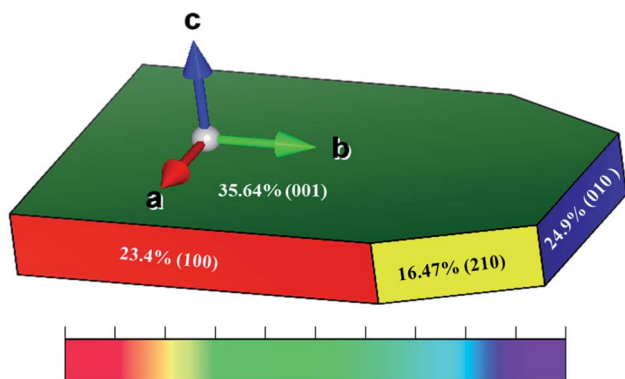 c
b
a
35.64% (001)
23.4% (100)
16.47% (210)
24.9% (010)